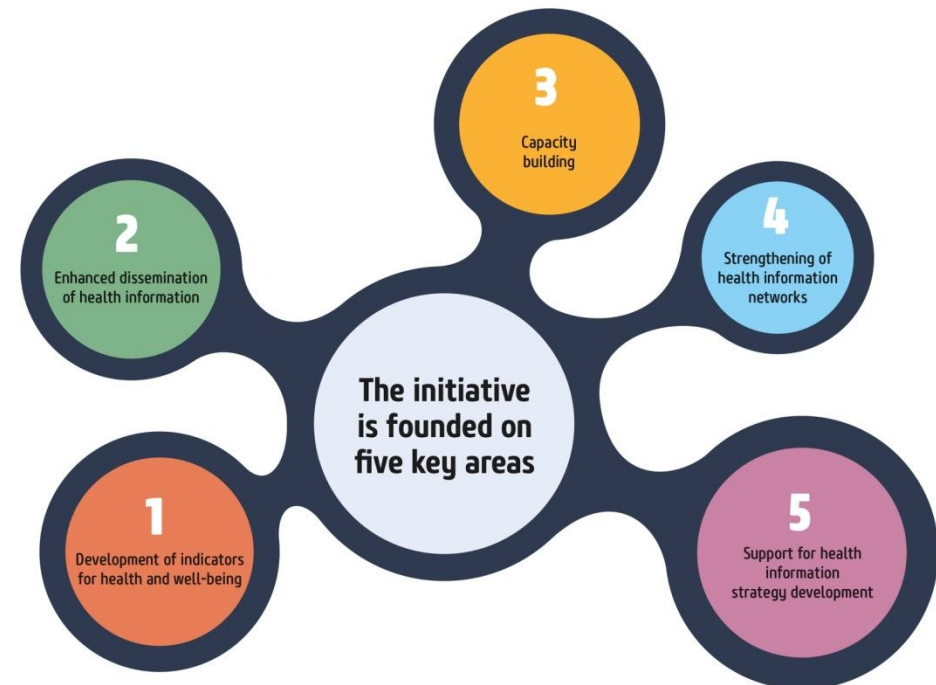 The initiative
is founded on
five key areas
1
Development of indicators
for health and well-being
2
Enhanced dissemination
of health information
3
Capacity
building
4
Strengthening of
health information
networks
5
Support for health
information
strategy development